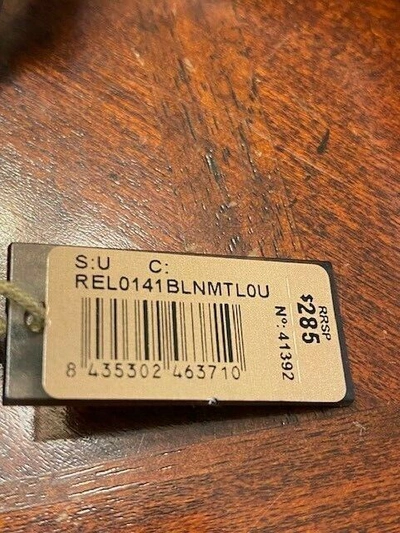 S:U C:
REL0141BLNMTL0U
8 435302 463710
RRSP
$285
Nº: 41392